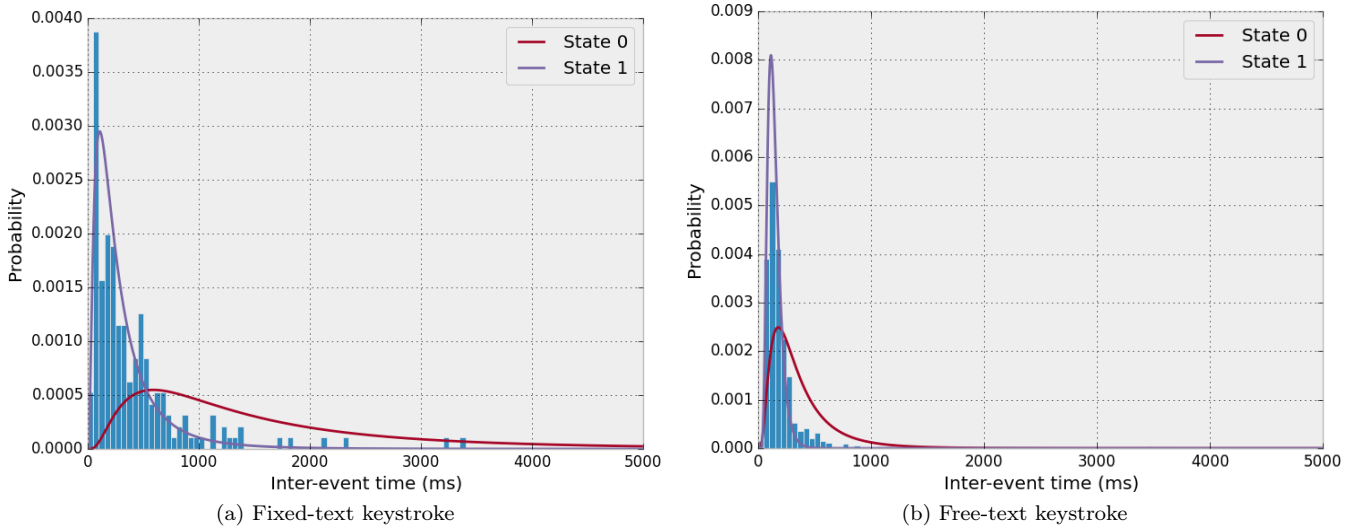 0.0040
0.0035
0.0030
0.0025
0.0020
0.0015
0.0010
0.0005
0.0000
Probability
State 0
State 1
0 1000 2000 3000 4000 5000
Inter-event time (ms)
(a) Fixed-text keystroke
0.009
0.008
0.007
0.006
0.005
0.004
0.003
0.002
0.001
0.000
Probability
State 0
State 1
0 1000 2000 3000 4000 5000
Inter-event time (ms)
(b) Free-text keystroke